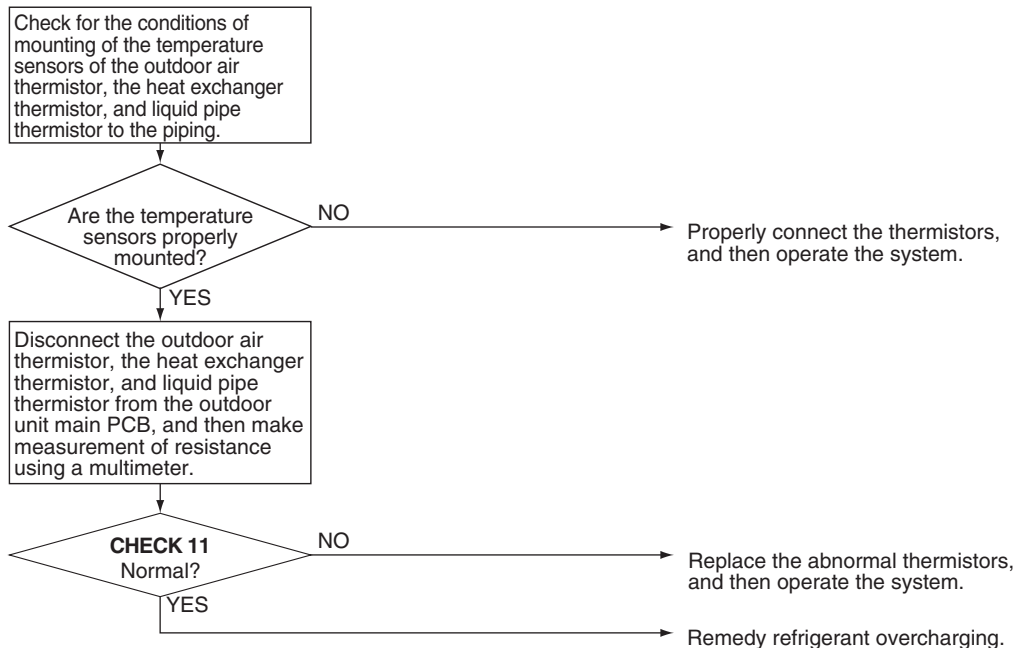 Check for the conditions of
mounting of the temperature
sensors of the outdoor air
thermistor, the heat exchanger
thermistor, and liquid pipe
thermistor to the piping.
Are the temperature
sensors properly
mounted?
NO
Properly connect the thermistors,
and then operate the system.
YES
Disconnect the outdoor air
thermistor, the heat exchanger
thermistor, and liquid pipe
thermistor from the outdoor
unit main PCB, and then make
measurement of resistance
using a multimeter.
CHECK 11
Normal?
NO
Replace the abnormal thermistors,
and then operate the system.
YES
Remedy refrigerant overcharging.